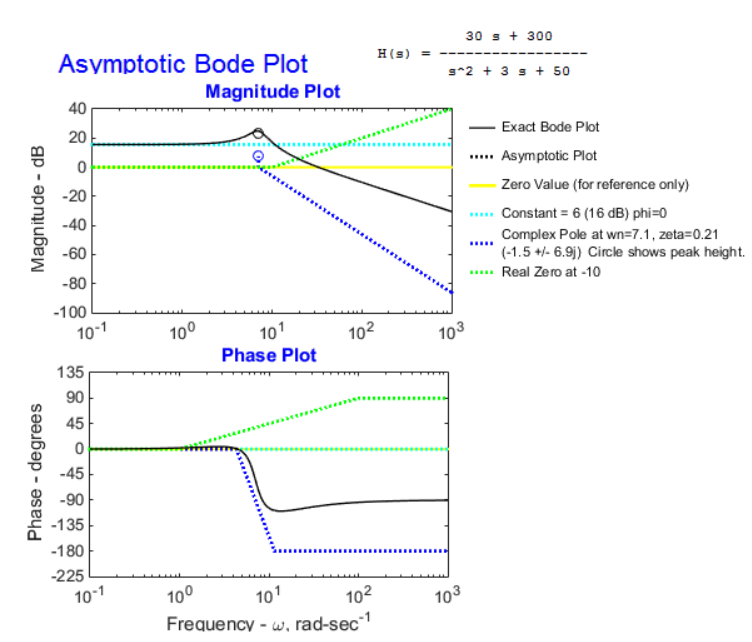 30 s + 300
H(s) = -----------------
s^2 + 3 s + 50
Asymptotic Bode Plot
Magnitude Plot
Magnitude - dB
40
20
0
-20
-40
-60
-80
-100
10-1
100
101
102
103
Exact Bode Plot
Asymptotic Plot
Zero Value (for reference only)
Constant = 6 (16 dB) phi=0
Complex Pole at wn=7.1, zeta=0.21
(-1.5 +/- 6.9j) Circle shows peak height.
Real Zero at -10
Phase Plot
Phase - degrees
135
90
45
0
-45
-90
-135
-180
-225
10-1
100
101
102
103
Frequency - ω, rad-sec-1